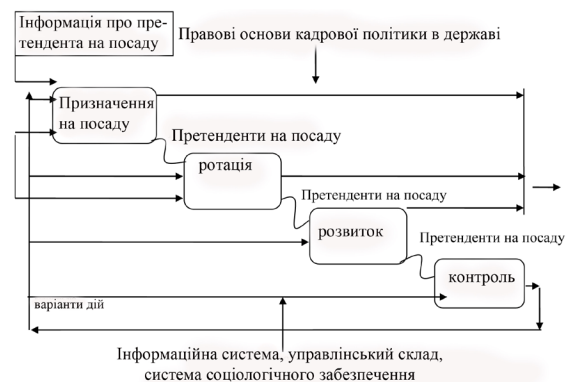 Інформація про пре-
тендента на посаду
Правові основи кадрової політики в державі
Призначення
на посаду
Претенденти на посаду
ротація
Претенденти на посаду
розвиток
Претенденти на посаду
контроль
варіанти дій
Інформаційна система, управлінський склад,
система соціологічного забезпечення